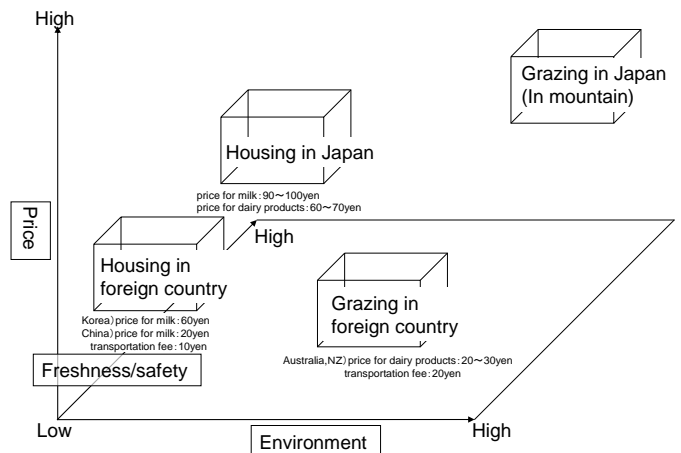 High
Grazing in Japan
(In mountain)
Housing in Japan
price for milk：90～100yen
price for dairy products：60～70yen
Price
High
Housing in
foreign country
Grazing in
foreign country
Korea）price for milk：60yen
China）price for milk：20yen
transportation fee：10yen
Australia,NZ）price for dairy products：20～30yen
transportation fee：20yen
Freshness/safety
Low
Environment
High